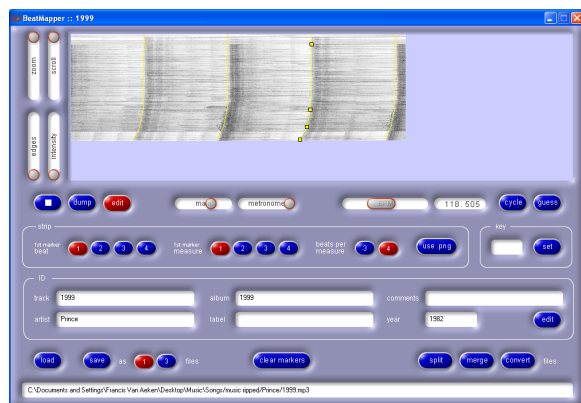 BeatMapper :: 1999
zoom
scroll
edges
intensity
dump
edit
metronome
118.505
cycle
guess
strip
key
1st marker
beat
1
2
3
4
1st marker
measure
1
2
3
4
beats per
measure
3
4
use .png
set
ID
track
1999
album
1999
comments
artist
Prince
label
year
1982
edit
load
save
as
1
3
files
clear markers
split
merge
convert
files
C:\Documents and Settings\Francis Van Aeken\Desktop\Music\Songs/music ripped/Prince/1999.mp3